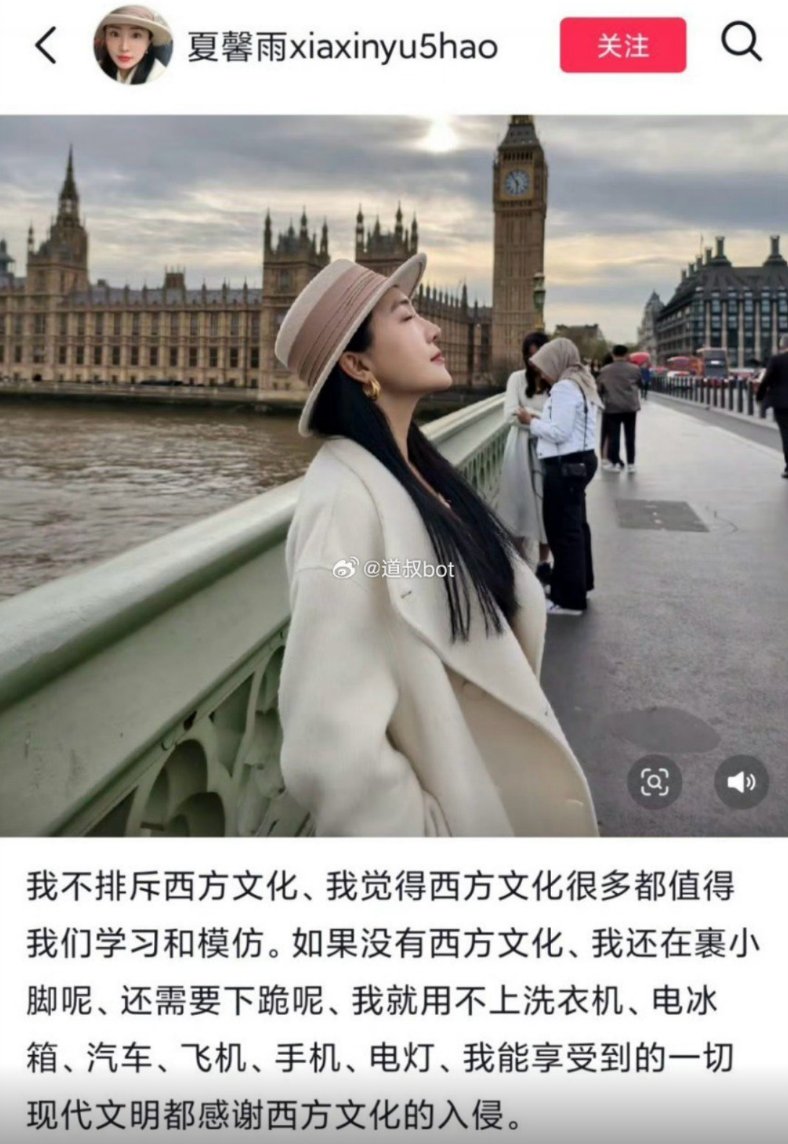 夏馨雨xiaxinyu5hao
关注
@道叔bot
我不排斥西方文化、我觉得西方文化很多都值得
我们学习和模仿。如果没有西方文化、我还在裹小
脚呢、还需要下跪呢、我就用不上洗衣机、电冰
箱、汽车、飞机、手机、电灯、我能享受到的一切
现代文明都感谢西方文化的入侵。